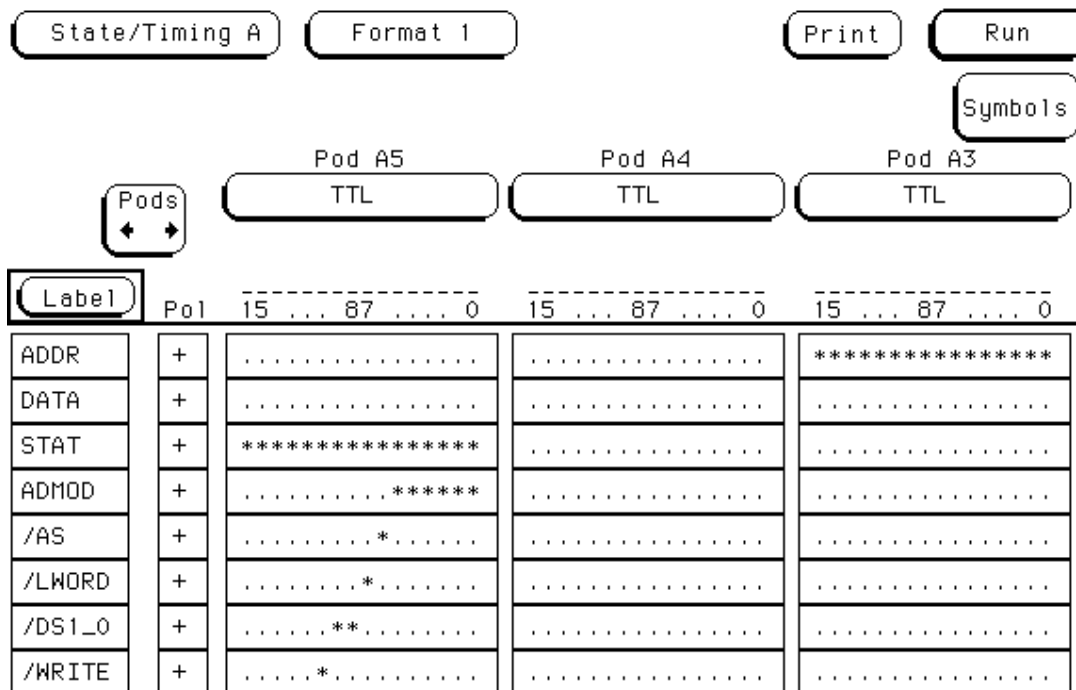 State/Timing A Format 1 Print Run
Symbols
Pod A5 Pod A4 Pod A3
Pods TTL TTL TTL
Label Pol 15 ... 87 .... 0 15 ... 87 .... 0 15 ... 87 .... 0
ADDR + ................ ................ ****************
DATA + ................ ................ ................
STAT + **************** ................ ................
ADMOD + ..........****** ................ ................
/AS + .........*...... ................ ................
/LWORD + ........*....... ................ ................
/DS1_0 + ......**........ ................ ................
/WRITE + .....*.......... ................ ................